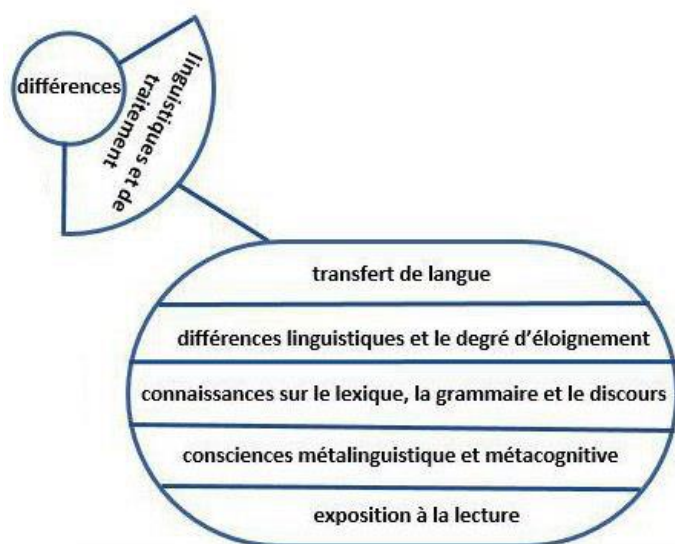 différences
linguistiques et de
traitement
transfert de langue
différences linguistiques et le degré d’éloignement
connaissances sur le lexique, la grammaire et le discours
consciences métalinguistique et métacognitive
exposition à la lecture